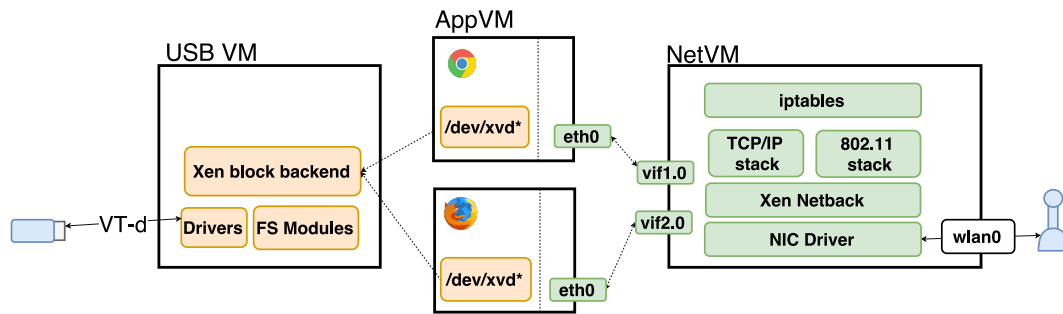 AppVM
USB VM
NetVM
/dev/xvd*
eth0
iptables
TCP/IP
stack
802.11
stack
Xen block backend
vif1.0
Xen Netback
vif2.0
VT-d
Drivers
FS Modules
NIC Driver
wlan0
/dev/xvd*
eth0